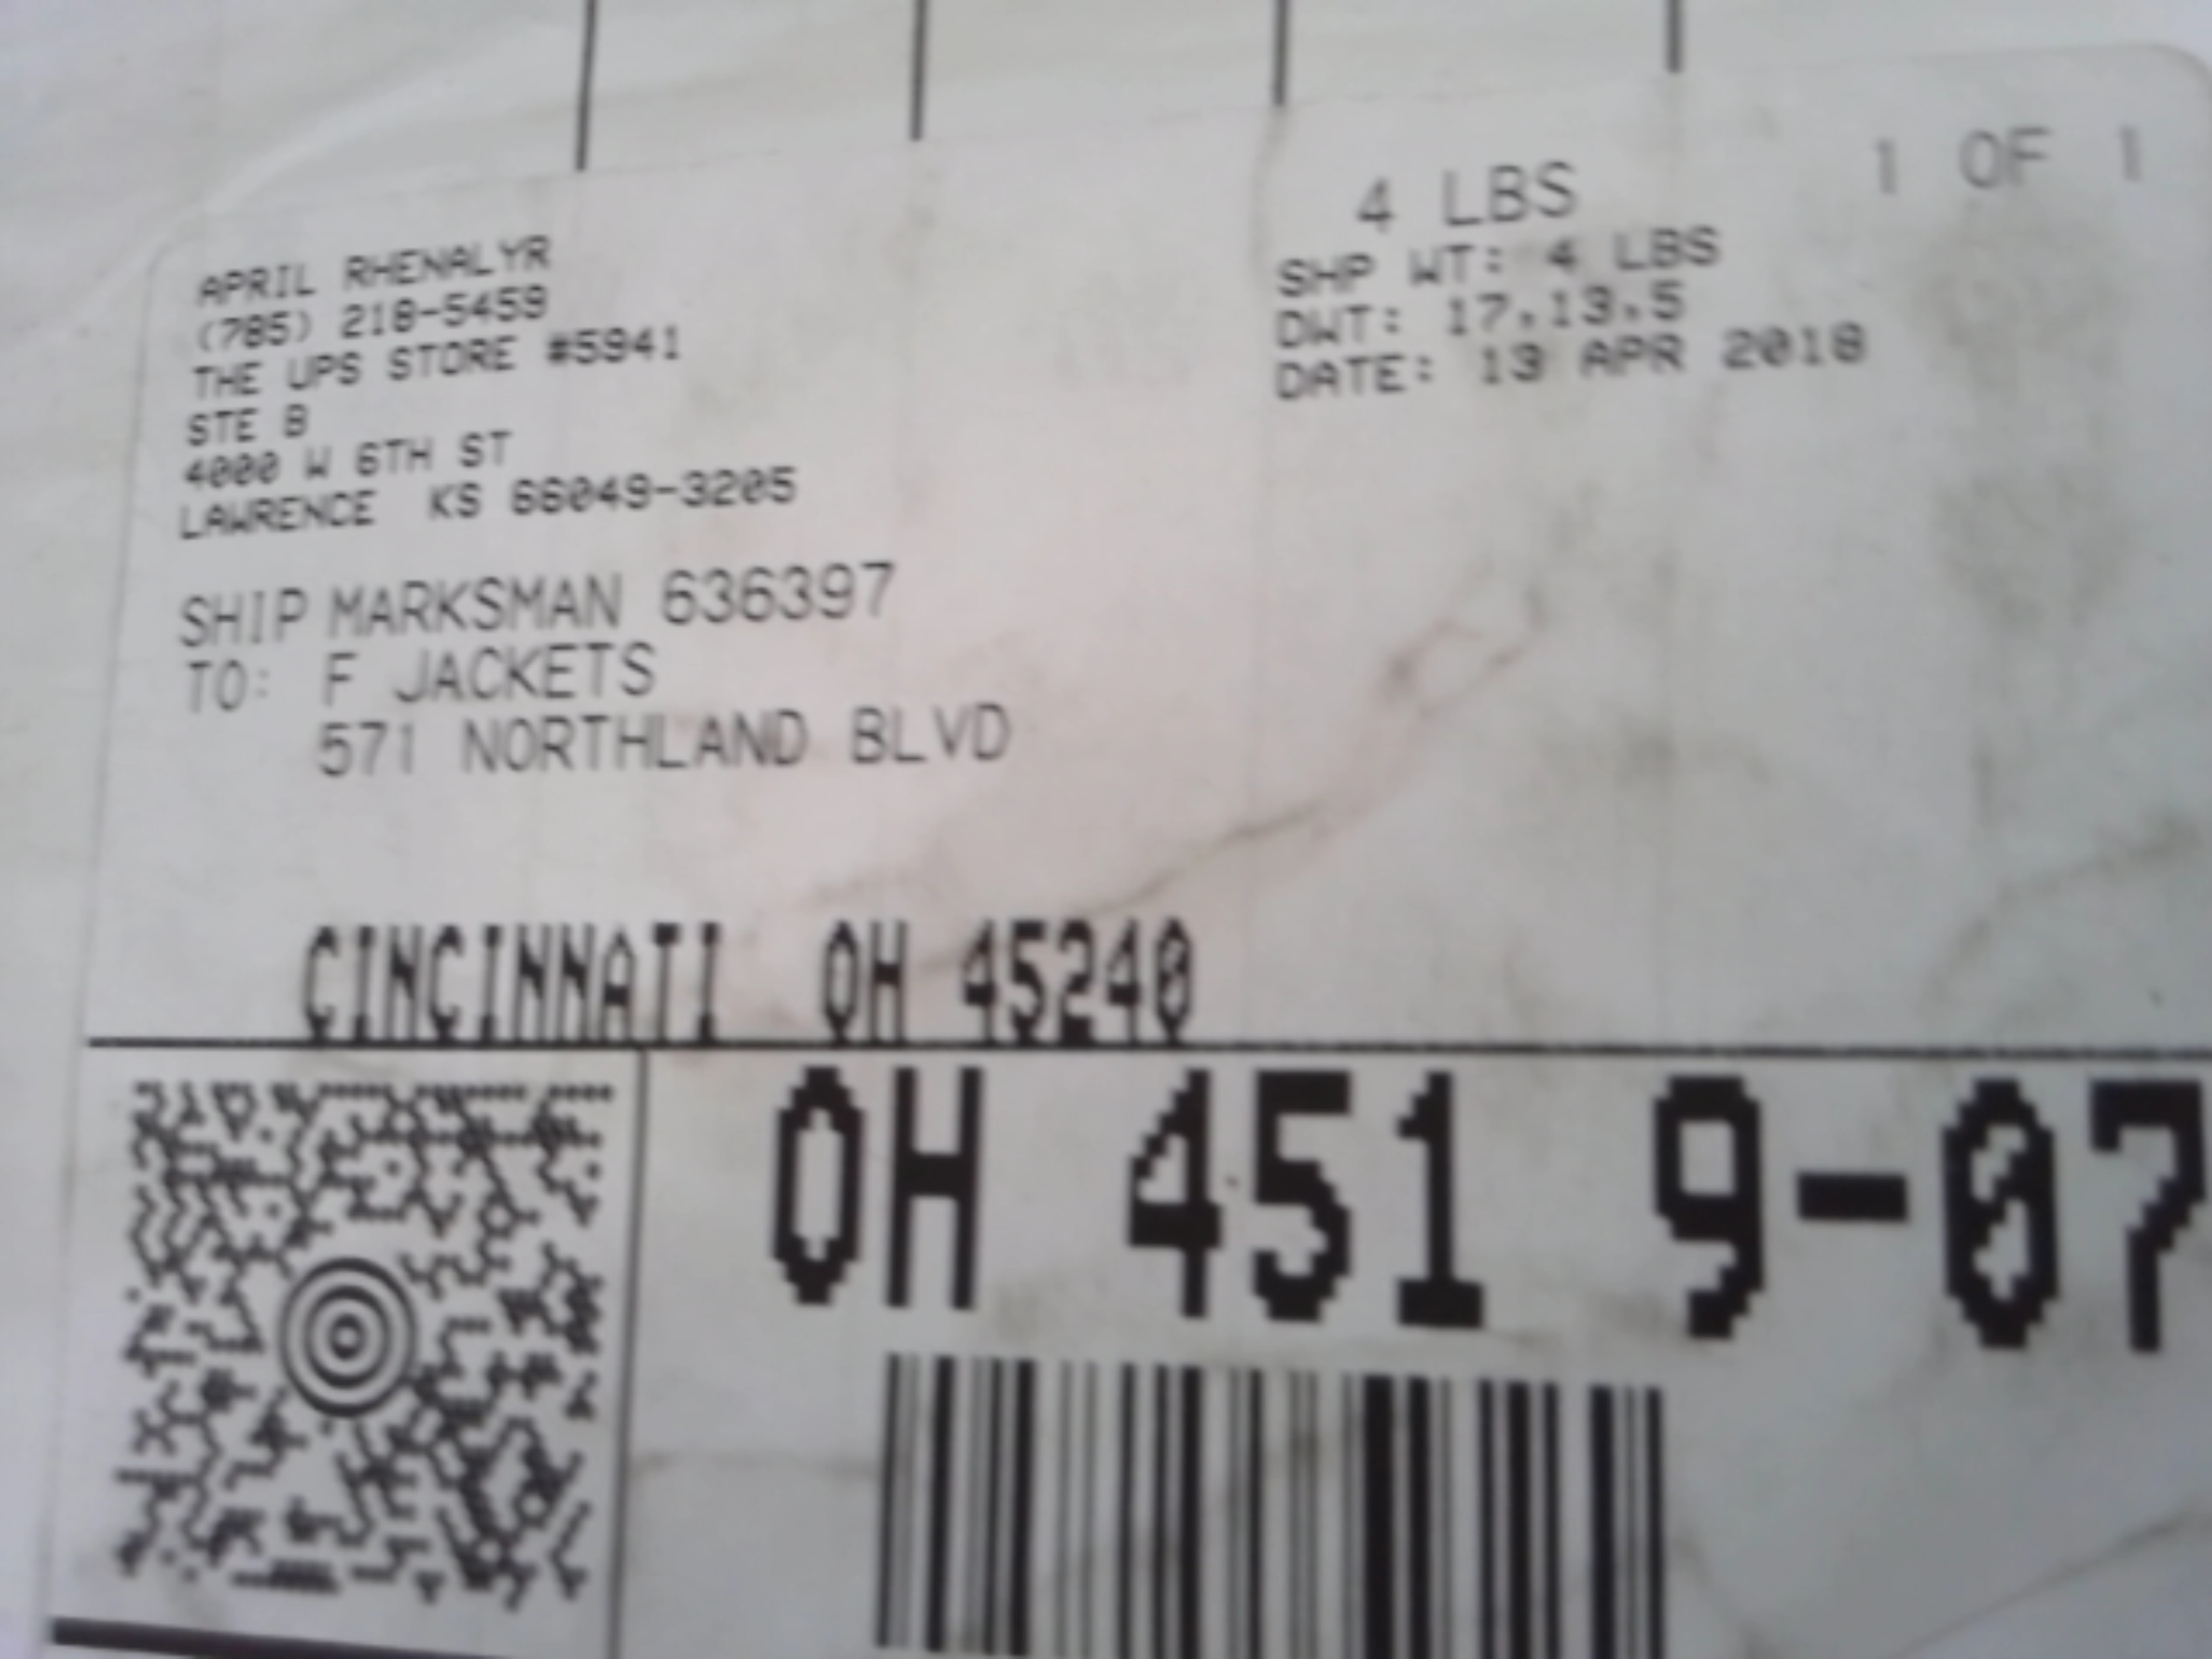 APRIL RHENALYR
(785) 218-5459
THE UPS STORE #5941
STE B
4000 W 6TH ST
LAWRENCE KS 66049-3205
4 LBS
1 OF 1
SHP WT: 4 LBS
DWT: 17,13,5
DATE: 13 APR 2018
SHIP MARKSMAN 636397
TO: F JACKETS
571 NORTHLAND BLVD
CINCINNATI OH 45240
OH 451 9-07